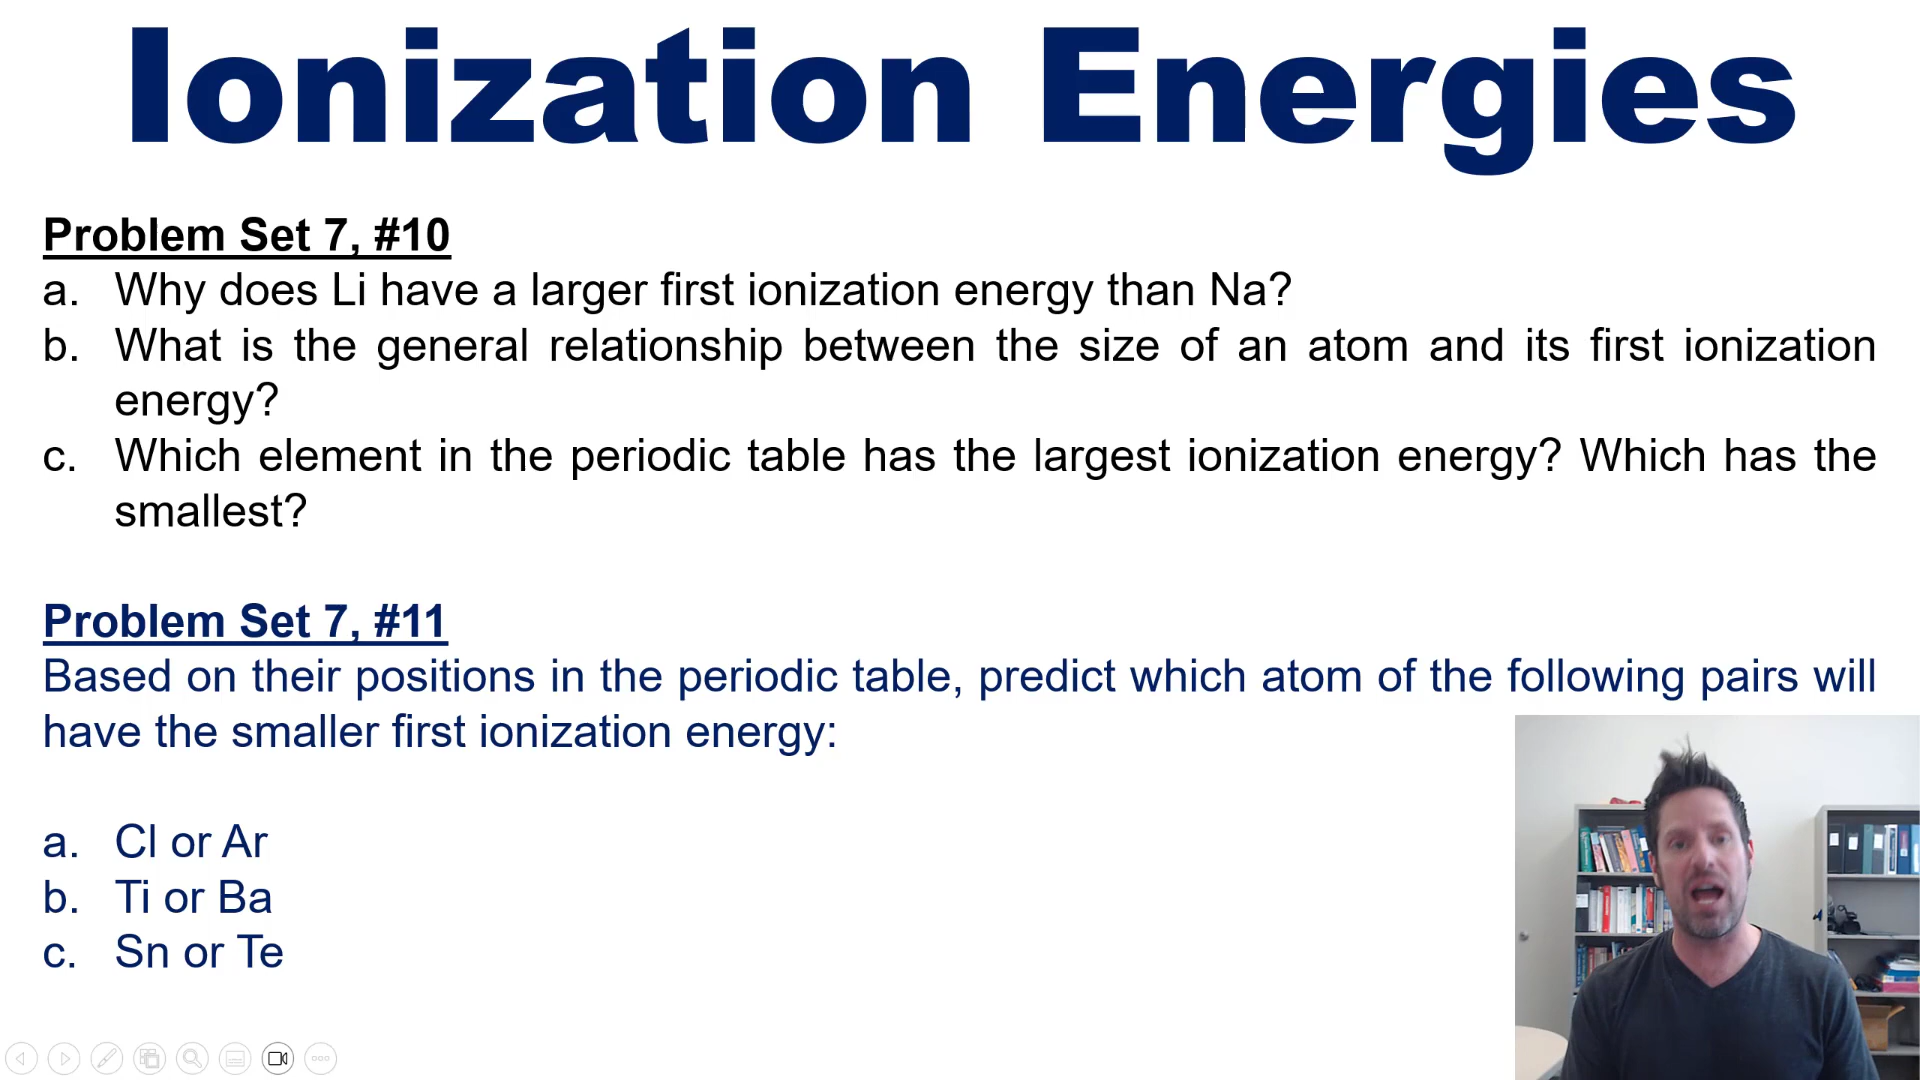 Ionization Energies
Problem Set 7, #10
a. Why does Li have a larger first ionization energy than Na?
b. What is the general relationship between the size of an atom and its first ionization
energy?
c. Which element in the periodic table has the largest ionization energy? Which has the
smallest?
Problem Set 7, #11
Based on their positions in the periodic table, predict which atom of the following pairs will
have the smaller first ionization energy:
a. Cl or Ar
b. Ti or Ba
c. Sn or Te